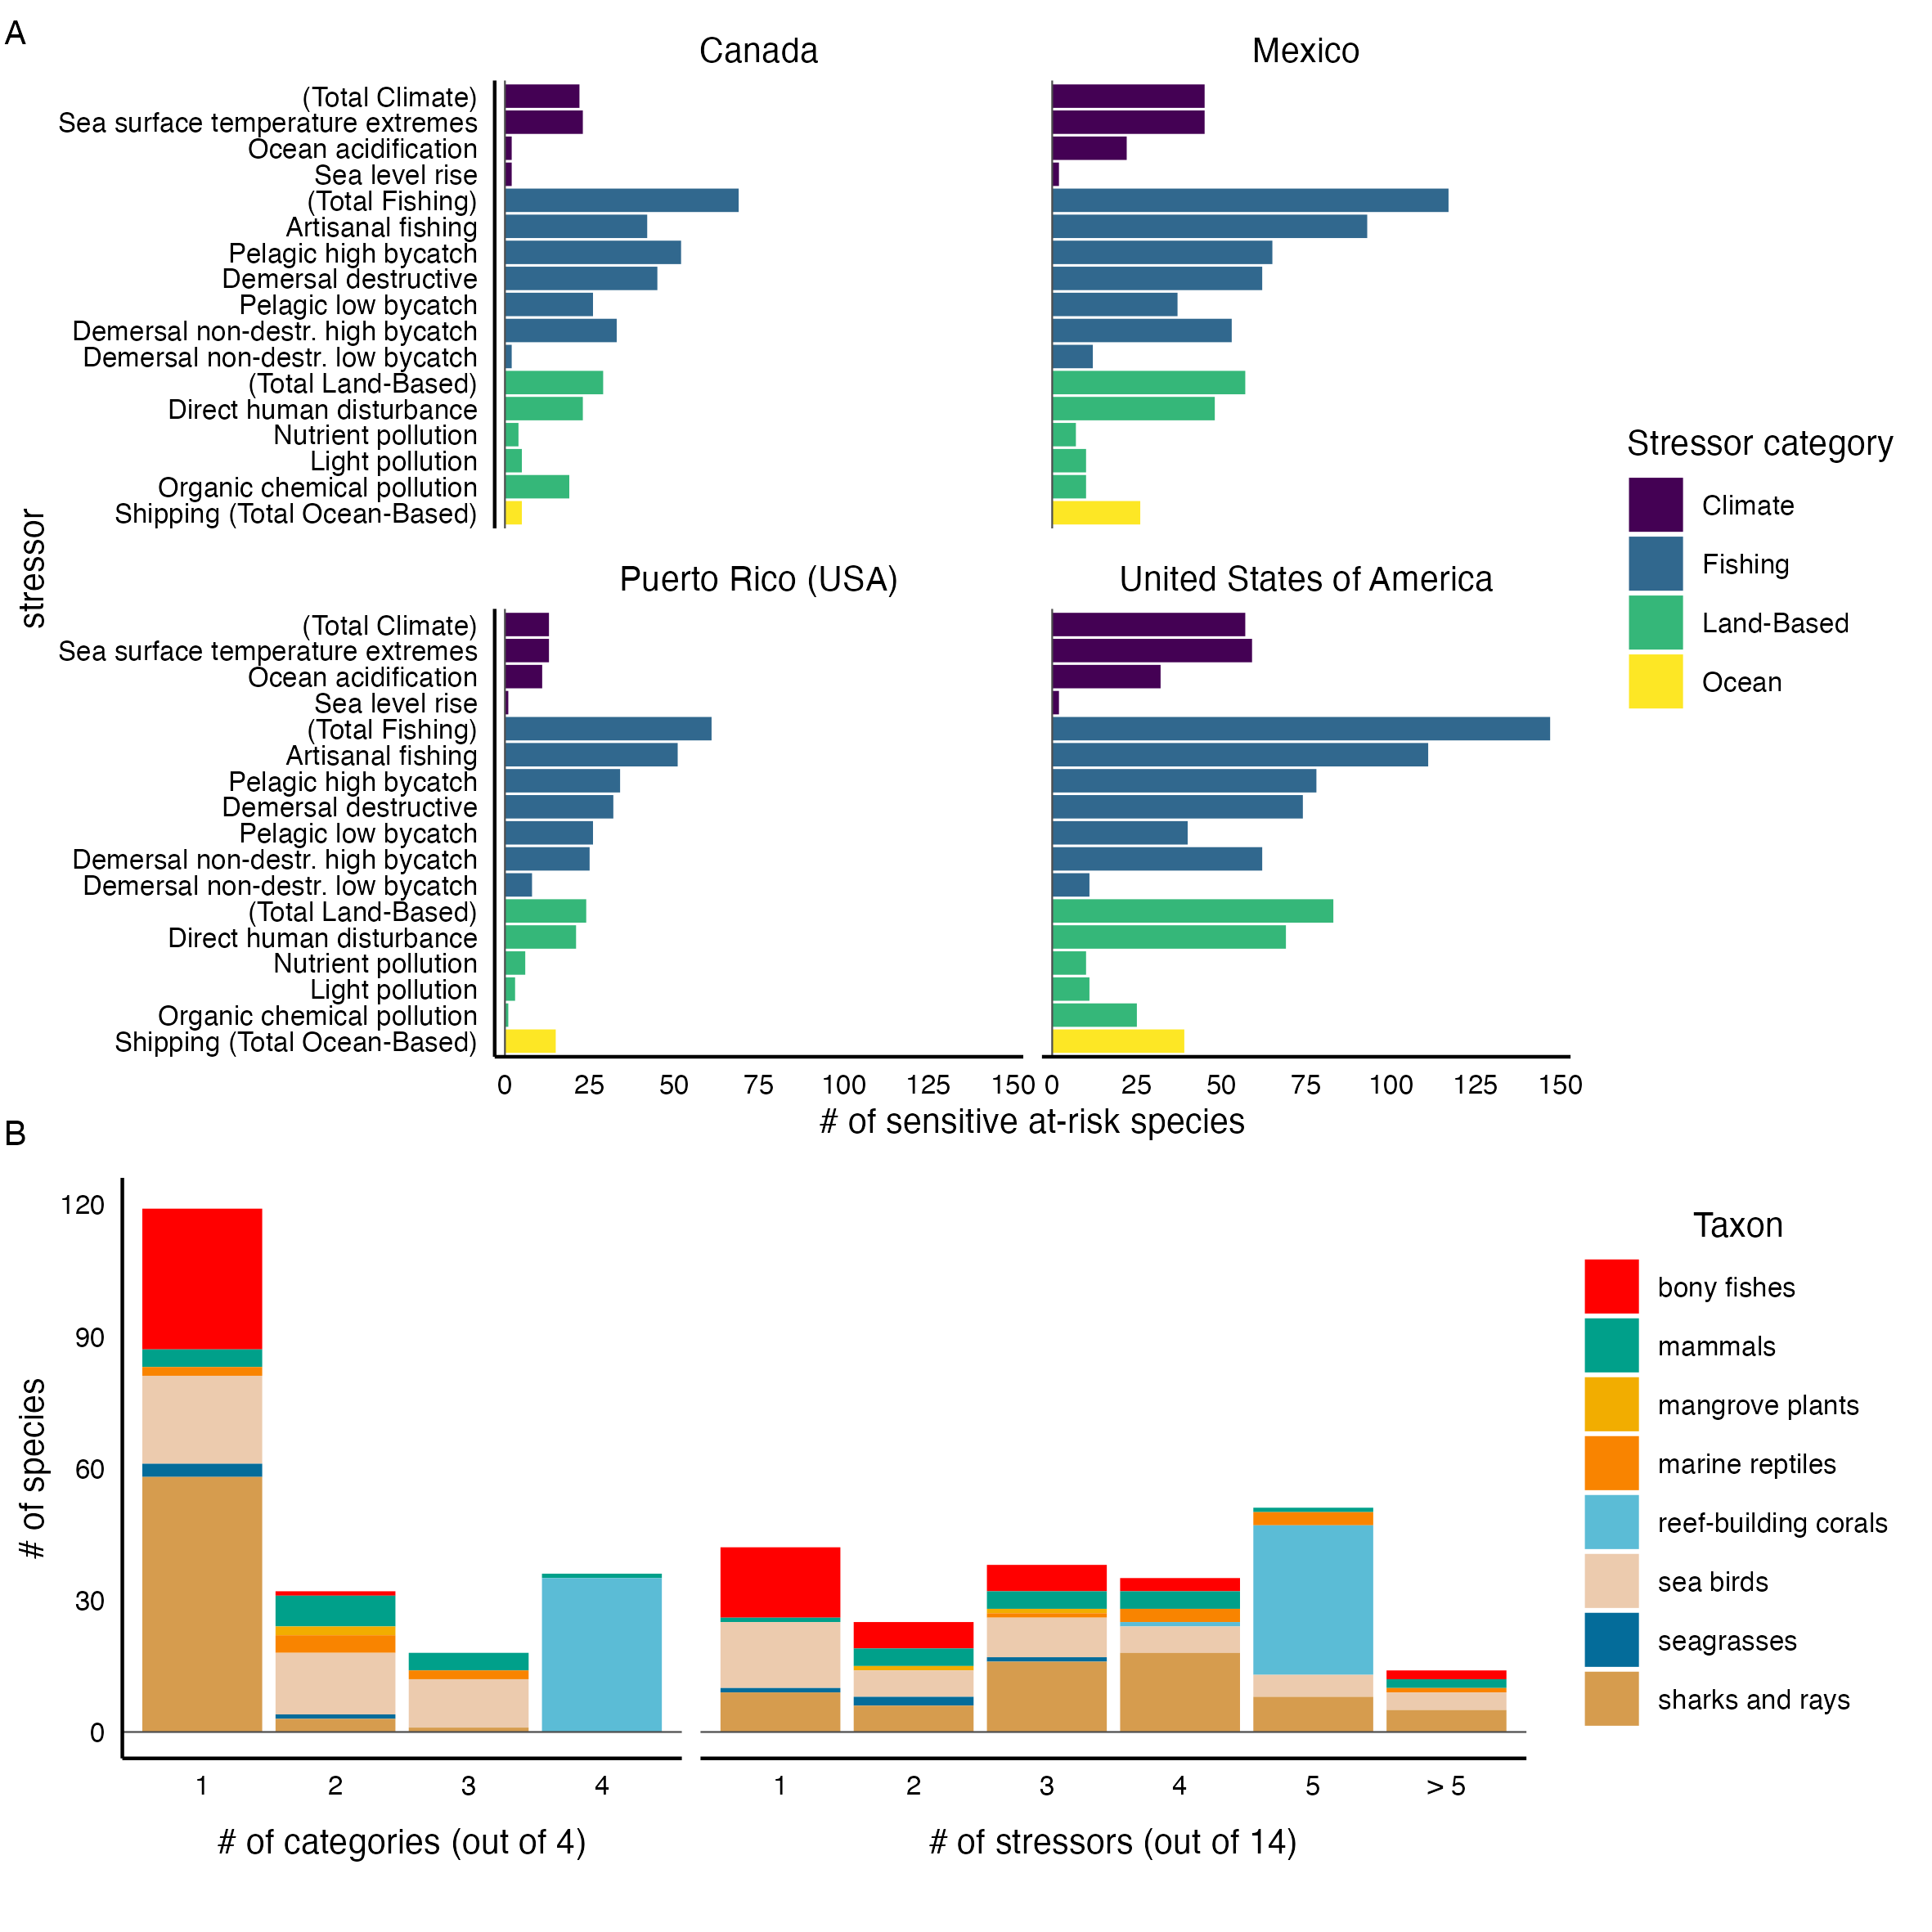 A
Canada
Mexico
(Total Climate)
Sea surface temperature extremes
Ocean acidification
Sea level rise
(Total Fishing)
Artisanal fishing
Pelagic high bycatch
Demersal destructive
Pelagic low bycatch
Demersal non-destr. high bycatch
Demersal non-destr. low bycatch
(Total Land-Based)
Direct human disturbance
Nutrient pollution
Light pollution
Organic chemical pollution
Shipping (Total Ocean-Based)
stressor
Puerto Rico (USA)
United States of America
(Total Climate)
Sea surface temperature extremes
Ocean acidification
Sea level rise
(Total Fishing)
Artisanal fishing
Pelagic high bycatch
Demersal destructive
Pelagic low bycatch
Demersal non-destr. high bycatch
Demersal non-destr. low bycatch
(Total Land-Based)
Direct human disturbance
Nutrient pollution
Light pollution
Organic chemical pollution
Shipping (Total Ocean-Based)
0 25 50 75 100 125 150
0 25 50 75 100 125 150
# of sensitive at-risk species
Stressor category
Climate
Fishing
Land-Based
Ocean
B
# of species
120
90
60
30
0
1 2 3 4
# of categories (out of 4)
1 2 3 4 5 > 5
# of stressors (out of 14)
Taxon
bony fishes
mammals
mangrove plants
marine reptiles
reef-building corals
sea birds
seagrasses
sharks and rays